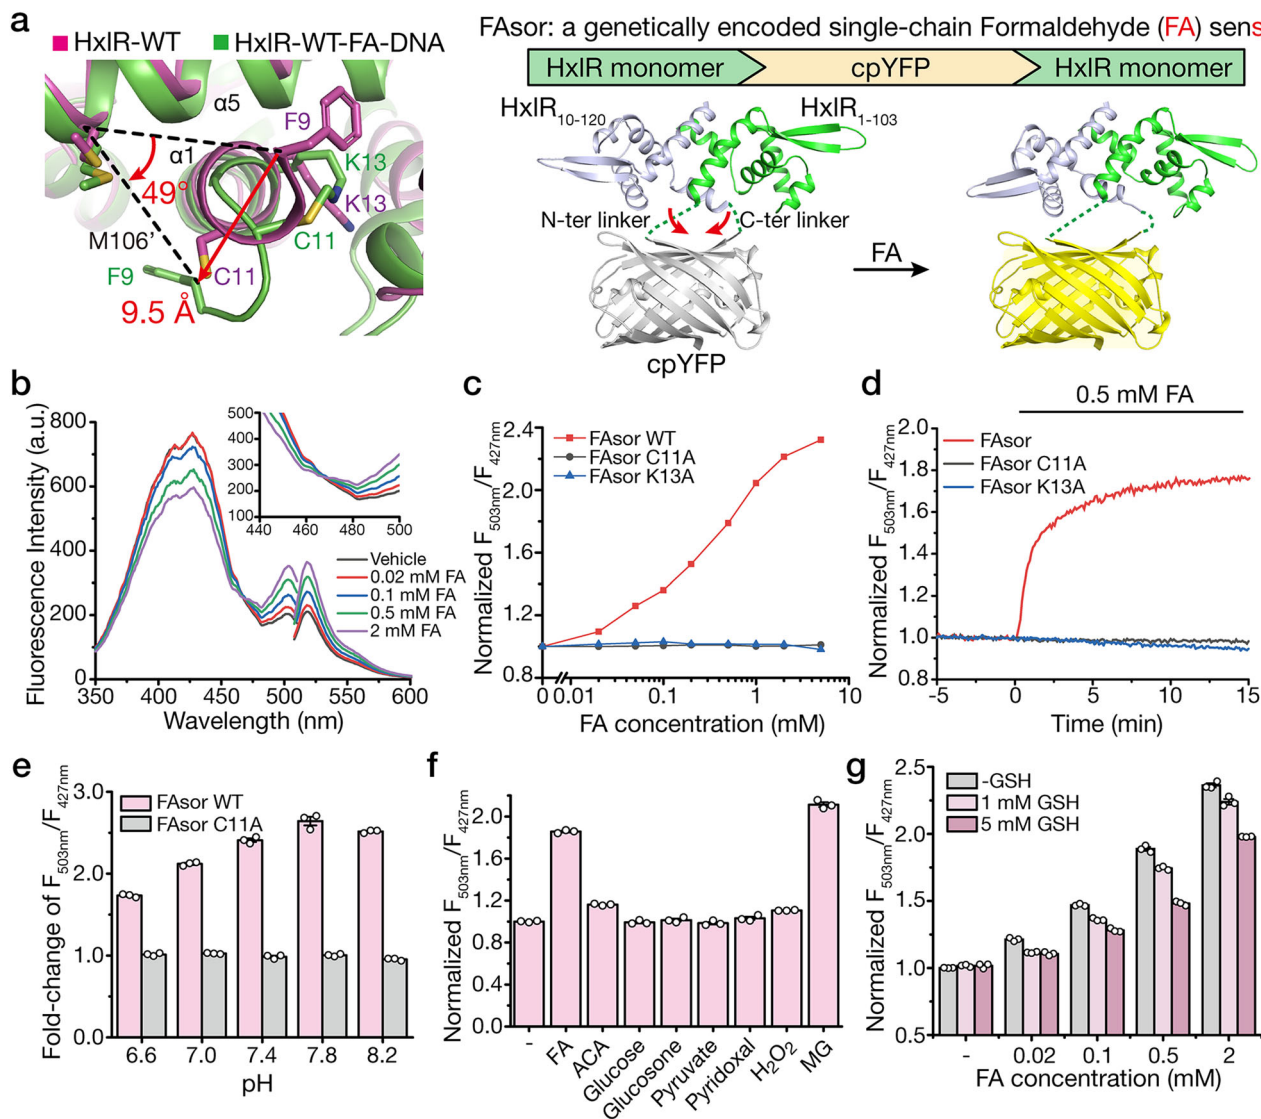 a
HxlR-WT
HxlR-WT-FA-DNA
α5
F9
α1
K13
49°
K13
M106’
C11
F9
C11
9.5 Å
FAsor: a genetically encoded single-chain Formaldehyde (FA) sens
HxlR monomer
cpYFP
HxlR monomer
HxlR10-120
HxlR1-103
N-ter linker
C-ter linker
FA
cpYFP
b
Fluorescence Intensity (a.u.)
800
600
400
200
0
350
400
450
500
550
600
Wavelength (nm)
500
400
300
200
100
440
460
480
500
Vehicle
0.02 mM FA
0.1 mM FA
0.5 mM FA
2 mM FA
c
Normalized F503nm/F427nm
2.4
2.0
1.6
1.2
0.8
FAsor WT
FAsor C11A
FAsor K13A
0
0.01
0.1
1
10
FA concentration (mM)
d
0.5 mM FA
Normalized F503nm/F427nm
2.0
1.8
1.6
1.4
1.2
1.0
0.8
FAsor
FAsor C11A
FAsor K13A
-5
0
5
10
15
Time (min)
e
Fold-change of F503nm/F427nm
3.0
2.0
1.0
0.0
FAsor WT
FAsor C11A
6.6
7.0
7.4
7.8
8.2
pH
f
Normalized F503nm/F427nm
2.0
1.6
1.2
0.8
0.4
0.0
-
FA
ACA
Glucose
Glucosone
Pyruvate
Pyridoxal
H2O2
MG
g
Normalized F503nm/F427nm
2.5
2.0
1.5
1.0
0.5
-GSH
1 mM GSH
5 mM GSH
-
0.02
0.1
0.5
2
FA concentration (mM)